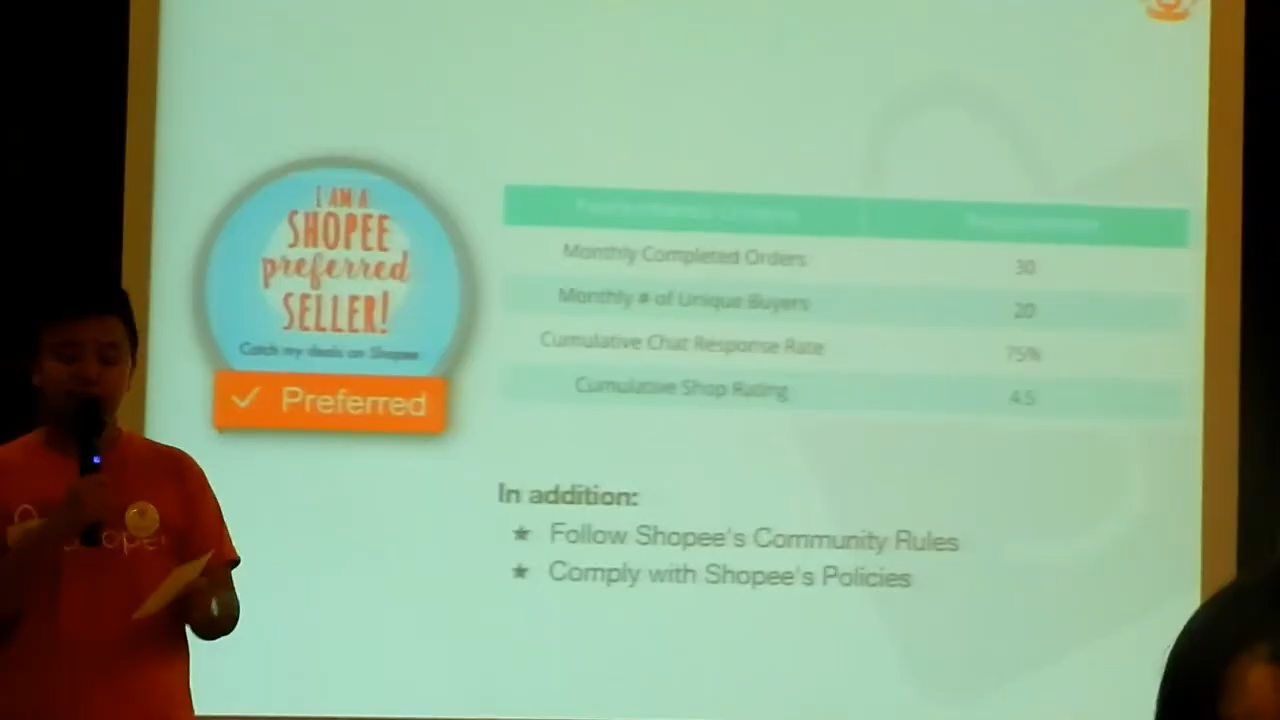 I AM A
SHOPEE
preferred
SELLER!
Catch my deals on Shopee
✓ Preferred
Monthly Completed Orders 30
Monthly # of Unique Buyers 20
Cumulative Chat Response Rate 75%
Cumulative Shop Rating 4.5
In addition:
★ Follow Shopee's Community Rules
★ Comply with Shopee's Policies